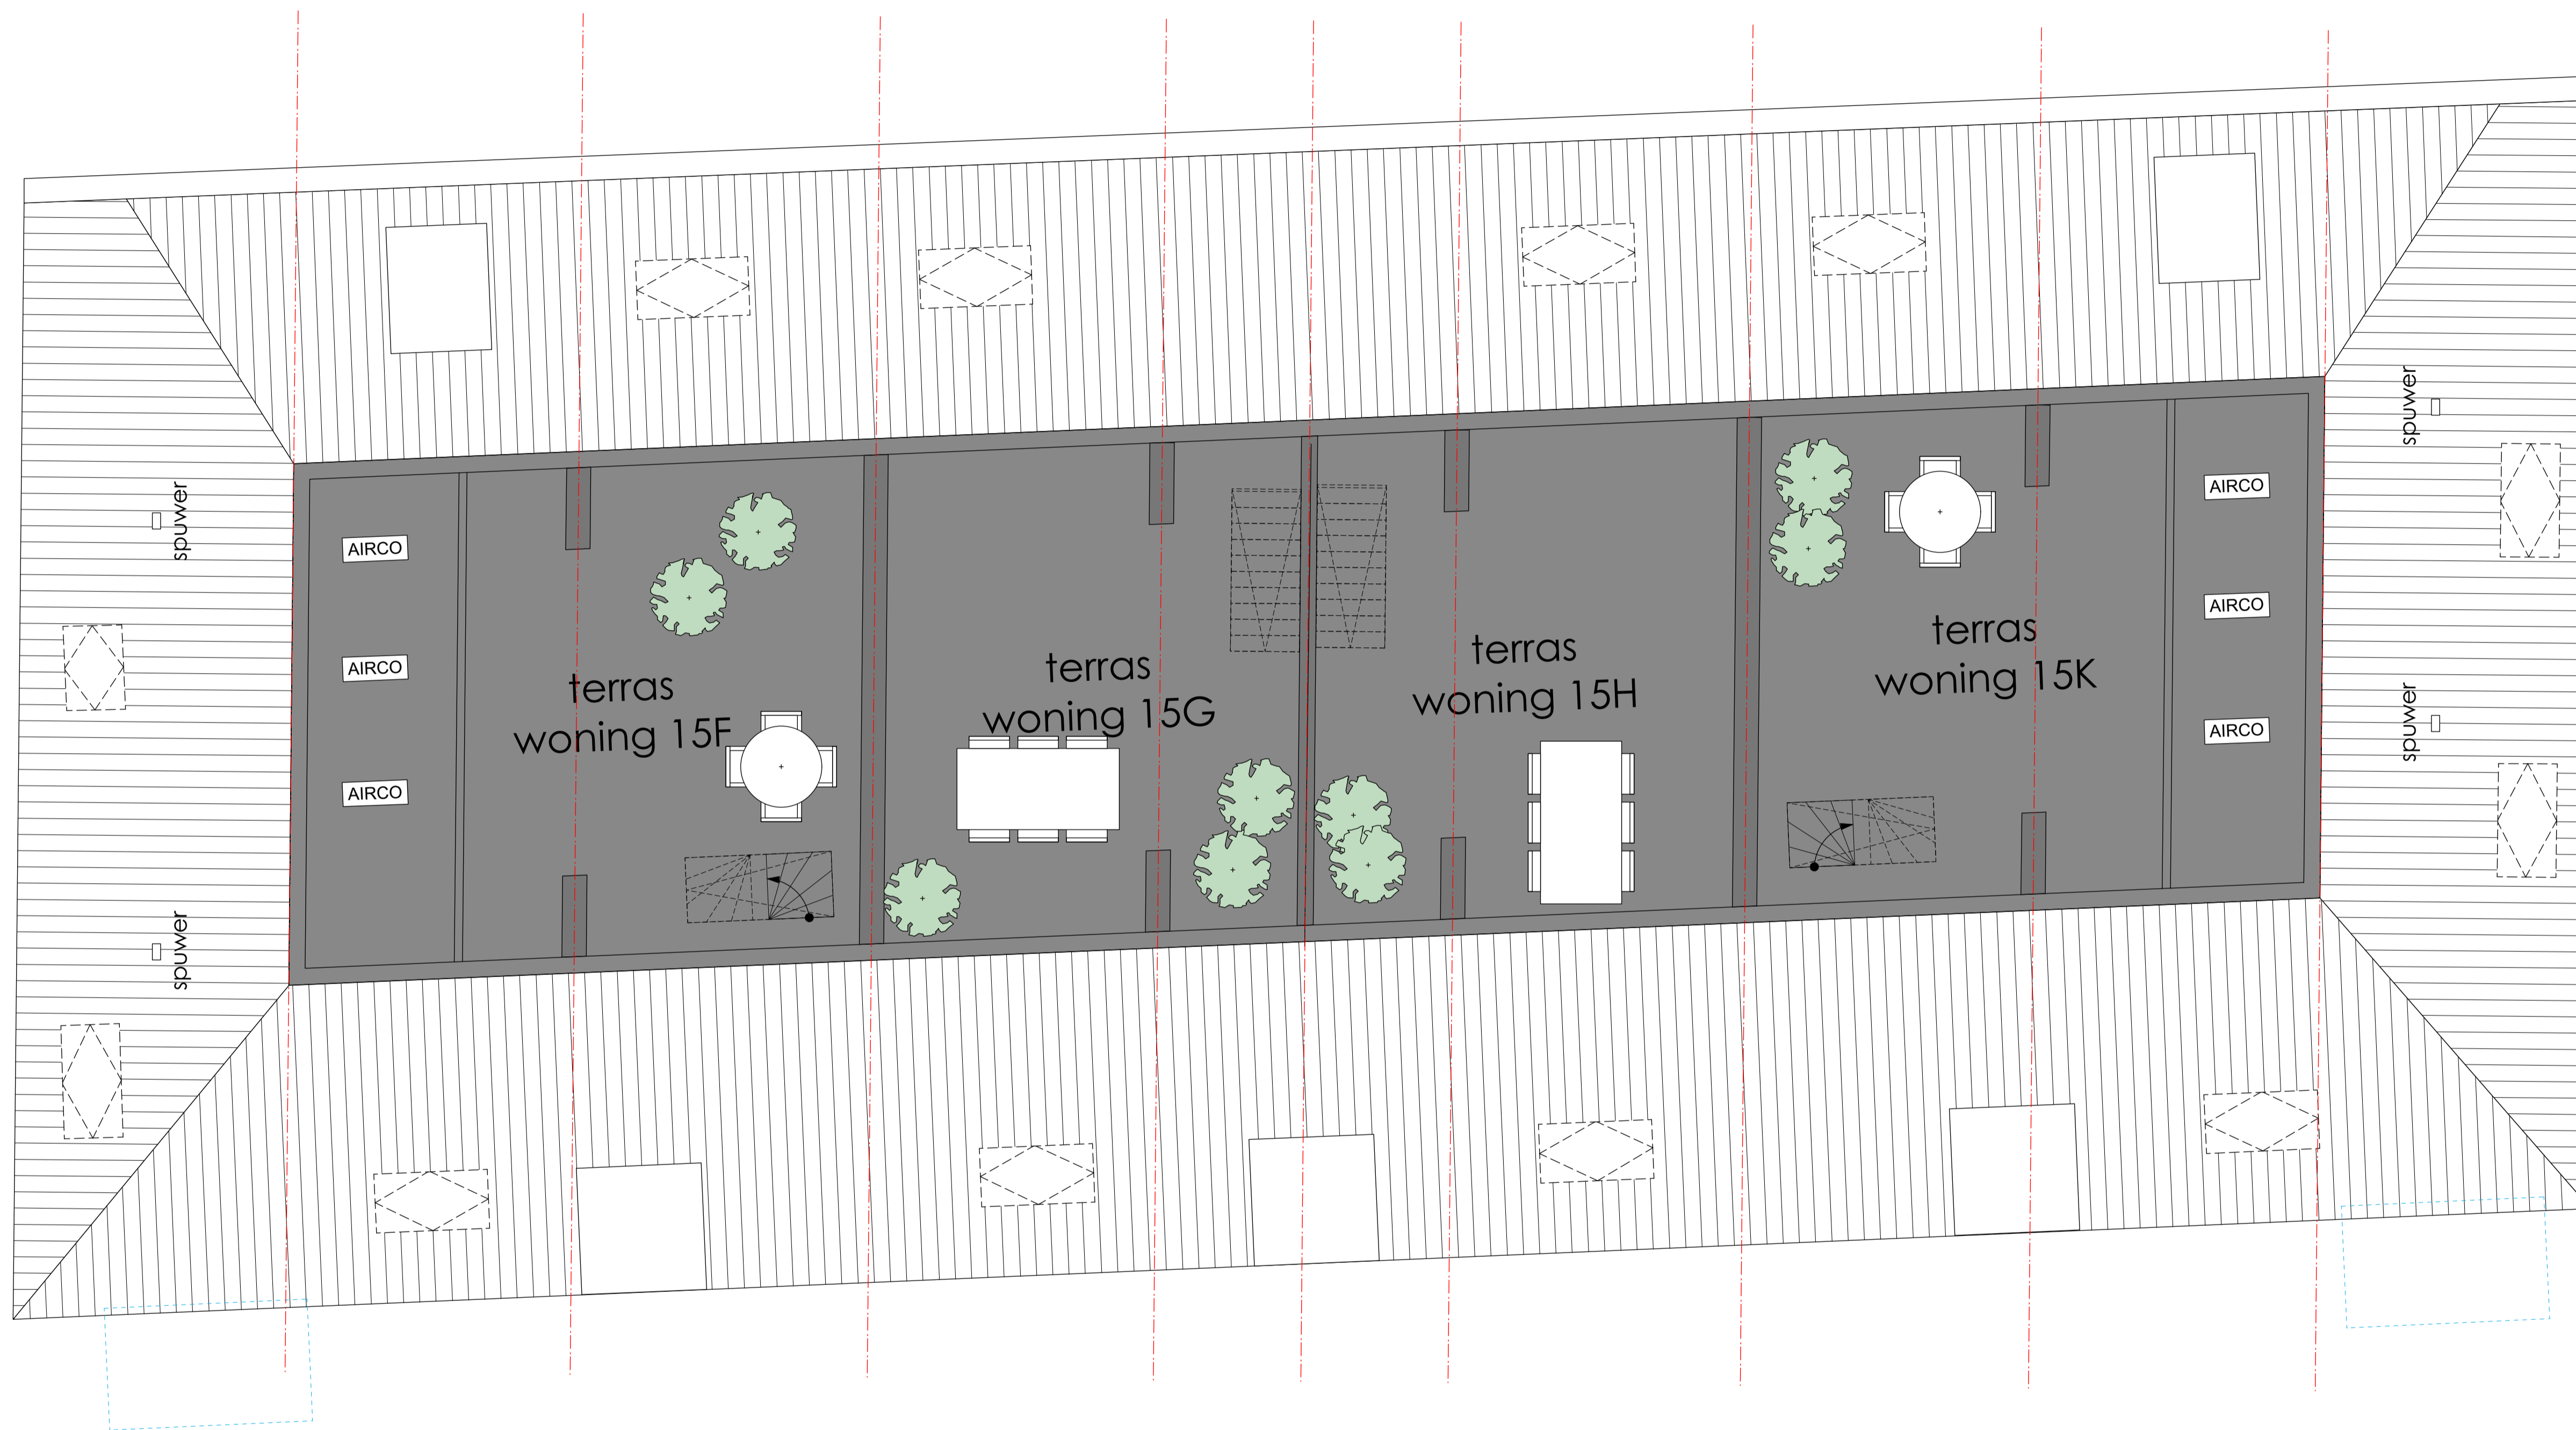 spuwer
spuwer
AIRCO
AIRCO
AIRCO
terras
woning 15F
terras
woning 15G
terras
woning 15H
terras
woning 15K
AIRCO
AIRCO
AIRCO
spuwer
spuwer